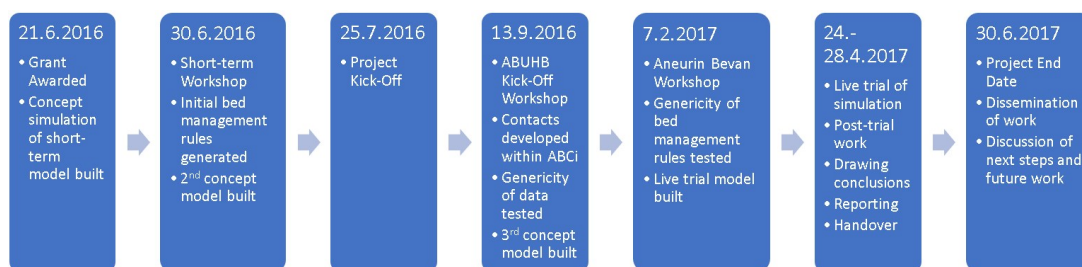 21.6.2016
• Grant
Awarded
• Concept
simulation
of short-
term
model built
30.6.2016
• Short-term
Workshop
• Initial bed
management
rules
generated
• 2nd concept
model built
25.7.2016
• Project
Kick-Off
13.9.2016
• ABUHB
Kick-Off
Workshop
• Contacts
developed
within ABCi
• Genericity
of data
tested
• 3rd concept
model built
7.2.2017
• Aneurin Bevan
Workshop
• Genericity of
bed
management
rules tested
• Live trial model
built
24.-
28.4.2017
• Live trial of
simulation
• Post-trial
work
• Drawing
conclusions
• Reporting
• Handover
30.6.2017
• Project End
Date
• Dissemination
of work
• Discussion of
next steps and
future work